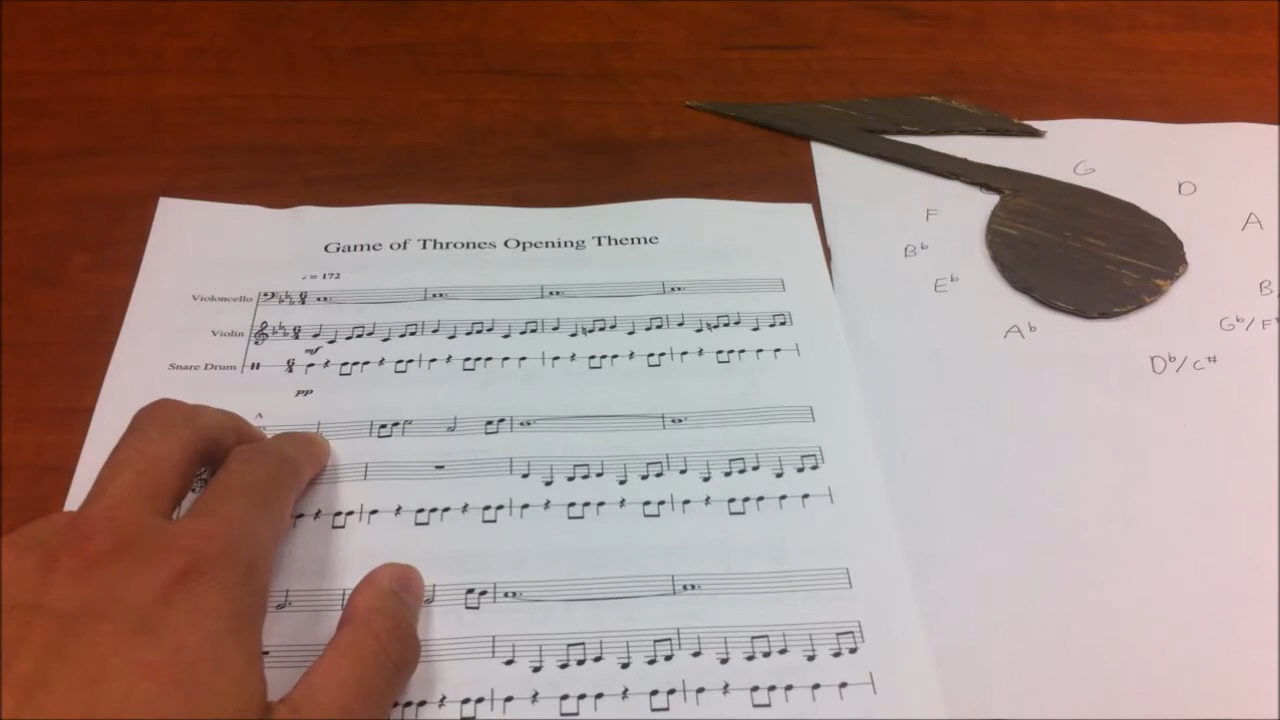 Game of Thrones Opening Theme
♩. = 172
Violoncello
Violin
mf
Snare Drum
pp
A
G
D
F
A
B♭
E♭
B
A♭
G♭/F
D♭/C#